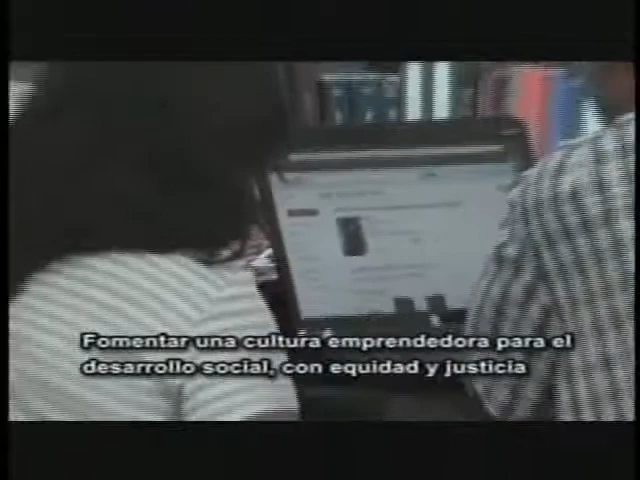 Fomentar una cultura emprendedora para el
desarrollo social, con equidad y justicia